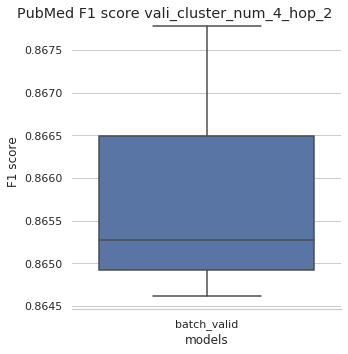 PubMed F1 score vali_cluster_num_4_hop_2
0.8675
0.8670
0.8665
0.8660
0.8655
0.8650
0.8645
F1 score
batch_valid
models